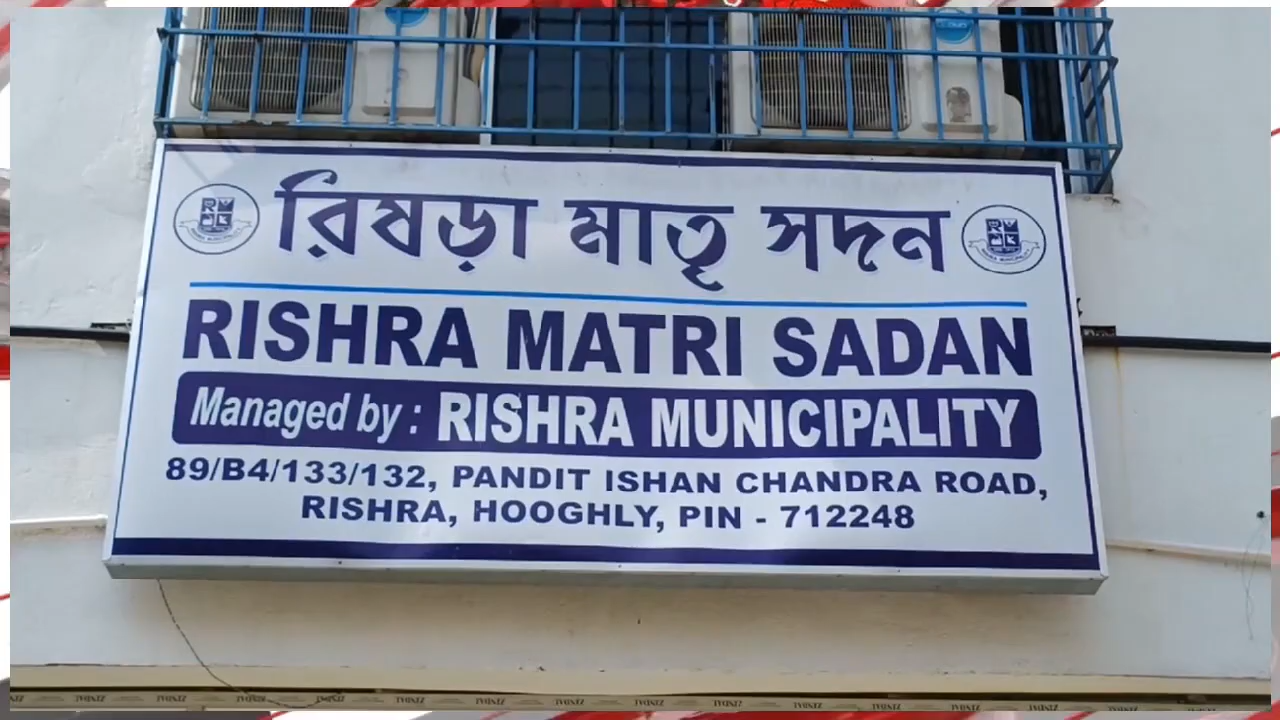 রিষড়া মাতৃ সদন
RISHRA MATRI SADAN
Managed by : RISHRA MUNICIPALITY
89/B4/133/132, PANDIT ISHAN CHANDRA ROAD,
RISHRA, HOOGHLY, PIN - 712248